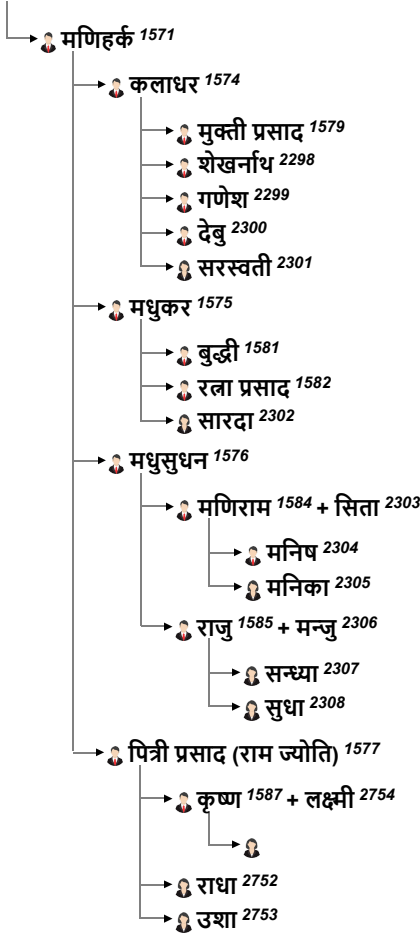 मणिहर्क 1571
कलाधर 1574
मुक्ती प्रसाद 1579
शेखर्नाथ 2298
गणेश 2299
देबु 2300
सरस्वती 2301
मधुकर 1575
बुद्धी 1581
रत्ना प्रसाद 1582
सारदा 2302
मधुसुधन 1576
मणिराम 1584 + सिता 2303
मनिष 2304
मनिका 2305
राजु 1585 + मन्जु 2306
सन्ध्या 2307
सुधा 2308
पित्री प्रसाद (राम ज्योति) 1577
कृष्ण 1587 + लक्ष्मी 2754
राधा 2752
उशा 2753